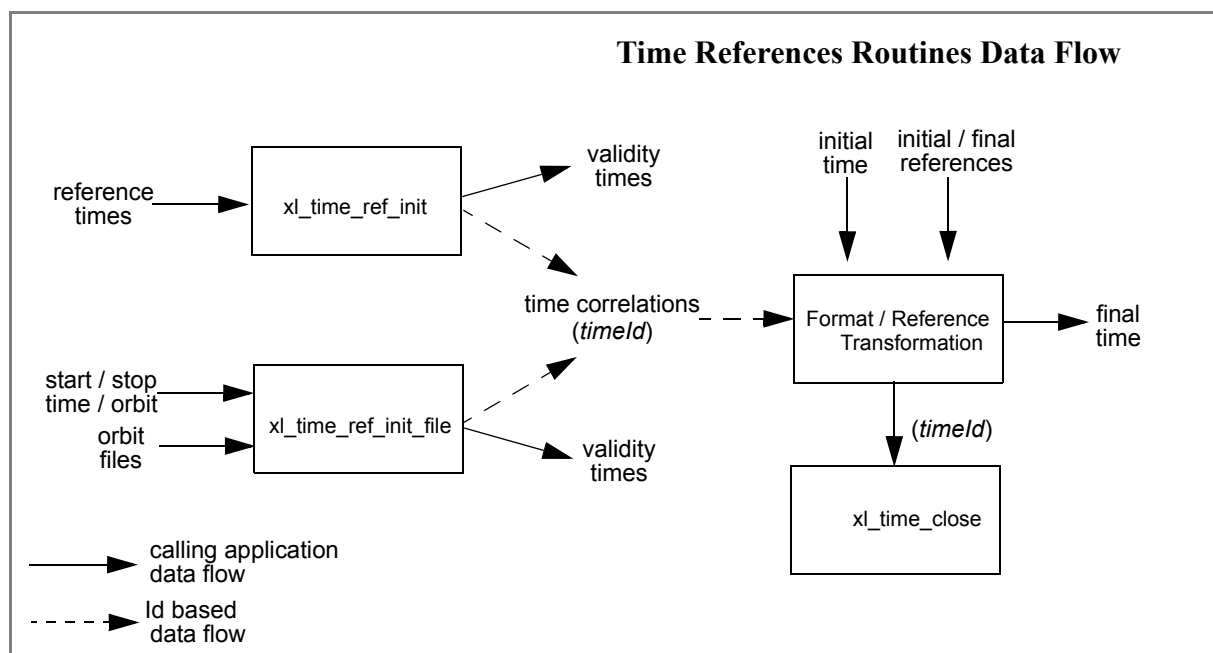 Time References Routines Data Flow
reference
times
xl_time_ref_init
validity
times
initial
time
initial / final
references
time correlations
(timeId)
Format / Reference
Transformation
final
time
start / stop
time / orbit
orbit
files
xl_time_ref_init_file
validity
times
(timeId)
xl_time_close
calling application
data flow
Id based
data flow